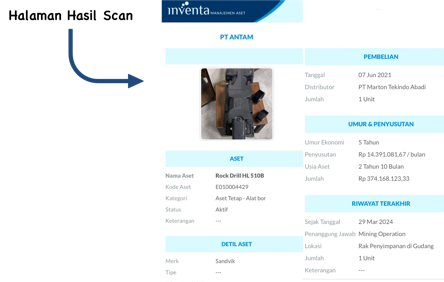 Halaman Hasil Scan
inventa MANAJEMEN ASET
PT ANTAM
ASET
Nama Aset Rock Drill HL 510B
Kode Aset E010004429
Kategori Aset Tetap - Alat bor
Status Aktif
Keterangan ---
DETIL ASET
Merk Sandvik
Tipe ---
PEMBELIAN
Tanggal 07 Jun 2021
Distributor PT Marton Tekindo Abadi
Jumlah 1 Unit
UMUR & PENYUSUTAN
Umur Ekonomi 5 Tahun
Penyusutan Rp 14.391.081,67 / bulan
Usia Aset 2 Tahun 10 Bulan
Jumlah Rp 374.168.123,33
RIWAYAT TERAKHIR
Sejak Tanggal 29 Mar 2024
Penanggung Jawab Mining Operation
Lokasi Rak Penyimpanan di Gudang
Jumlah 1 Unit
Keterangan ---